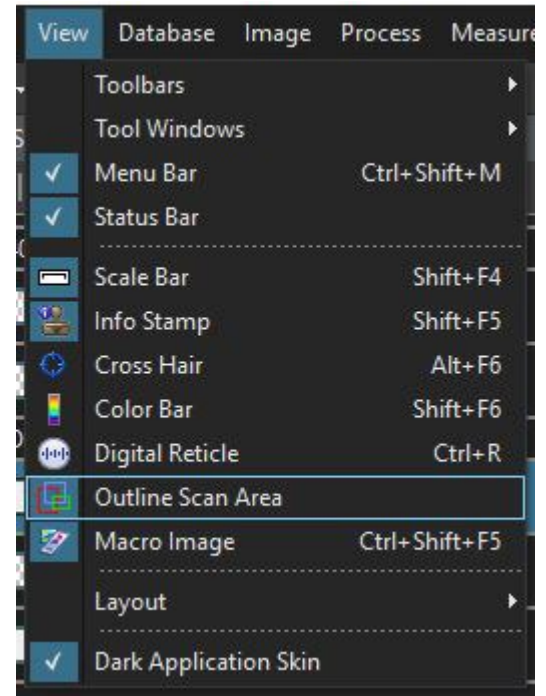 View Database Image Process Measure
Toolbars
Tool Windows
Menu Bar Ctrl+Shift+M
Status Bar
Scale Bar Shift+F4
Info Stamp Shift+F5
Cross Hair Alt+F6
Color Bar Shift+F6
Digital Reticle Ctrl+R
Outline Scan Area
Macro Image Ctrl+Shift+F5
Layout
Dark Application Skin